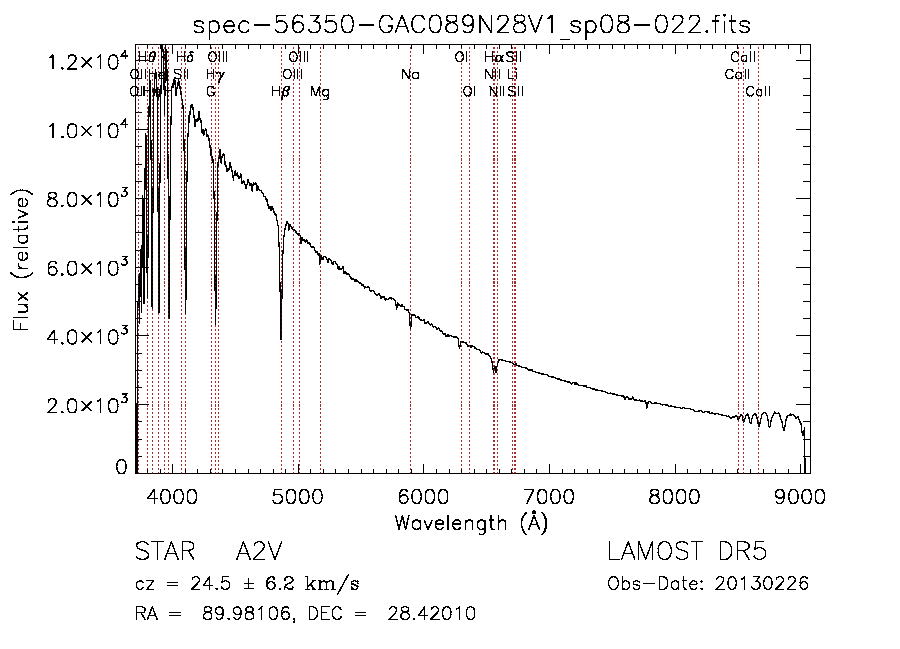 spec-56350-GAC089N28V1_sp08-022.fits
Hθ Hδ OIII OIII OI Hα SII CaII
OII SII Hγ OIII Na NII Li CaII
G Hβ Mg OI NII SII CaII
1.2×10⁴
1.0×10⁴
8.0×10³
6.0×10³
4.0×10³
2.0×10³
0
Flux (relative)
4000 5000 6000 7000 8000 9000
Wavelength (Å)
STAR A2V LAMOST DR5
cz = 24.5 ± 6.2 km/s Obs-Date: 20130226
RA = 89.98106, DEC = 28.42010